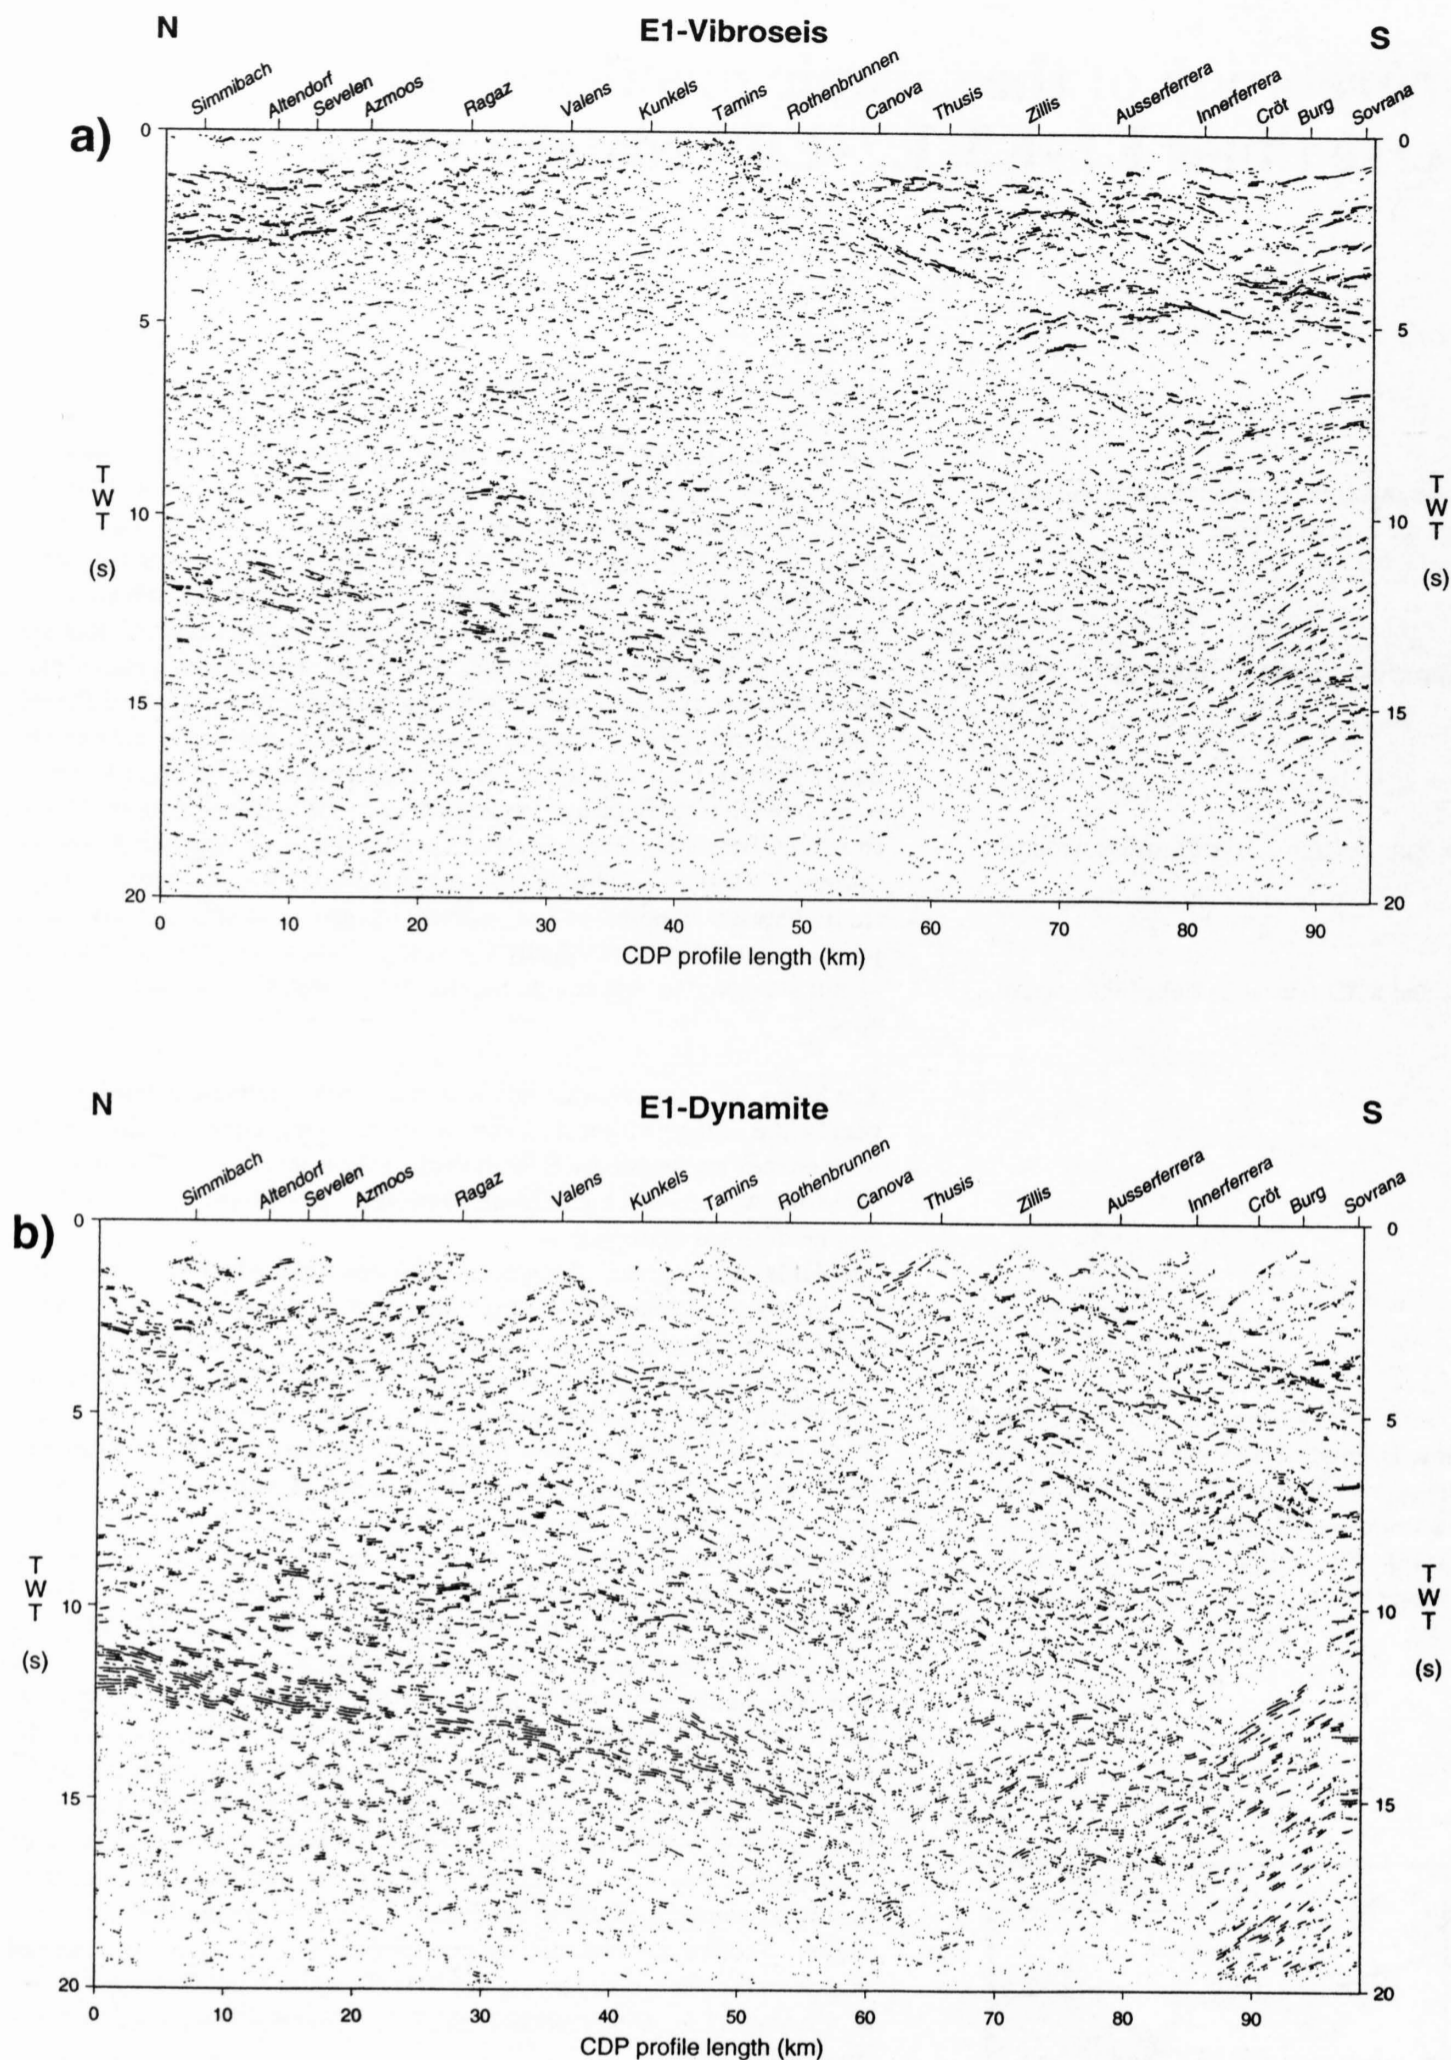 N E1-Vibroseis S
Simmibach Altendorf Sevelen Azmoos Ragaz Valens Kunkels Tamins Rothenbrunnen Canova Thusis Zillis Ausserferrera Innerferrera Cröt Burg Sovrana
a)
0 0
5 5
10 10
15 15
20 20
T W T (s) T W T (s)
0 10 20 30 40 50 60 70 80 90
CDP profile length (km)
N E1-Dynamite S
Simmibach Altendorf Sevelen Azmoos Ragaz Valens Kunkels Tamins Rothenbrunnen Canova Thusis Zillis Ausserferrera Innerferrera Cröt Burg Sovrana
b)
0 0
5 5
10 10
15 15
20 20
T W T (s) T W T (s)
0 10 20 30 40 50 60 70 80 90
CDP profile length (km)